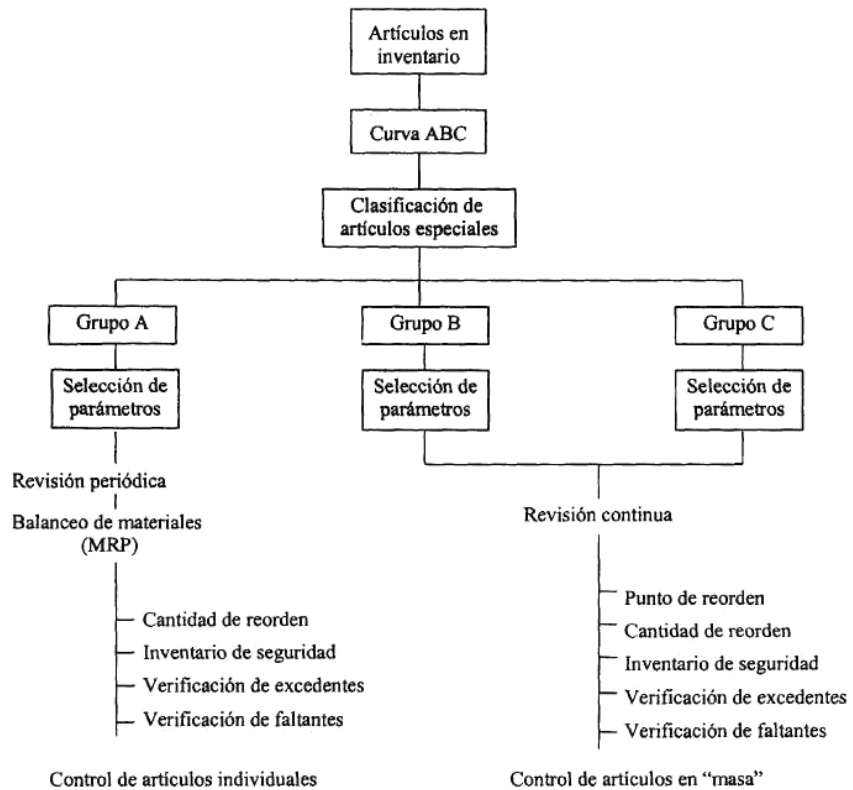 Artículos en
inventario
Curva ABC
Clasificación de
artículos especiales
Grupo A
Grupo B
Grupo C
Selección de
parámetros
Selección de
parámetros
Selección de
parámetros
Revisión periódica
Balanceo de materiales
(MRP)
Cantidad de reorden
Inventario de seguridad
Verificación de excedentes
Verificación de faltantes
Control de artículos individuales
Revisión continua
Punto de reorden
Cantidad de reorden
Inventario de seguridad
Verificación de excedentes
Verificación de faltantes
Control de artículos en “masa”